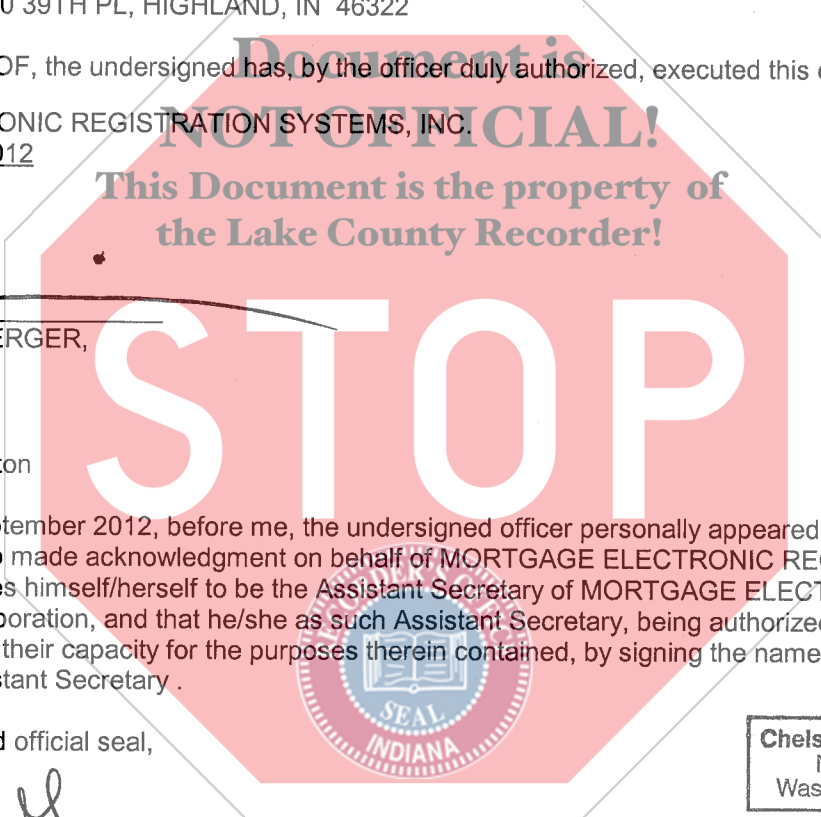 0 39TH PL, HIGHLAND, IN 46322
Document is
OF, the undersigned has, by the officer duly authorized, executed this
NOT OFFICIAL!
ONIC REGISTRATION SYSTEMS, INC.
012
This Document is the property of
the Lake County Recorder!
ERGER,
STOP
ton
tember 2012, before me, the undersigned officer personally appeared
made acknowledgment on behalf of MORTGAGE ELECTRONIC RE
s himself/herself to be the Assistant Secretary of MORTGAGE ELECT
poration, and that he/she as such Assistant Secretary, being authorized
their capacity for the purposes therein contained, by signing the name
stant Secretary .
SEAL
INDIANA
d official seal,
Chels
N
Was